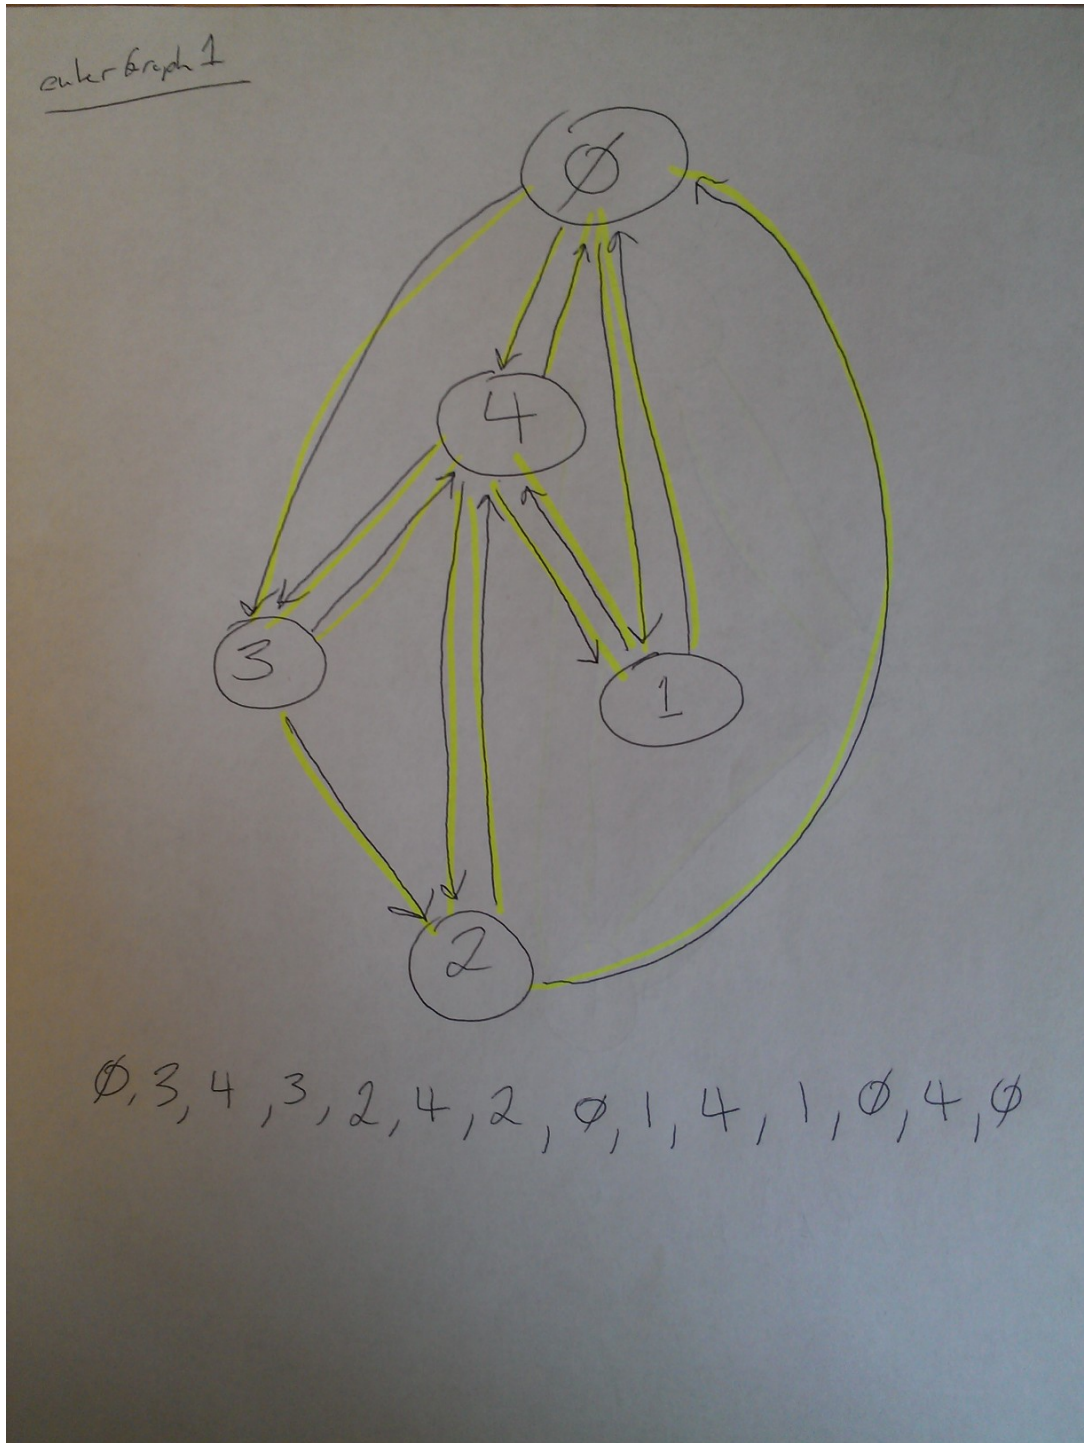 euler Graph 1
Ø
4
3
1
2
Ø, 3, 4, 3, 2, 4, 2, Ø, 1, 4, 1, Ø, 4, Ø